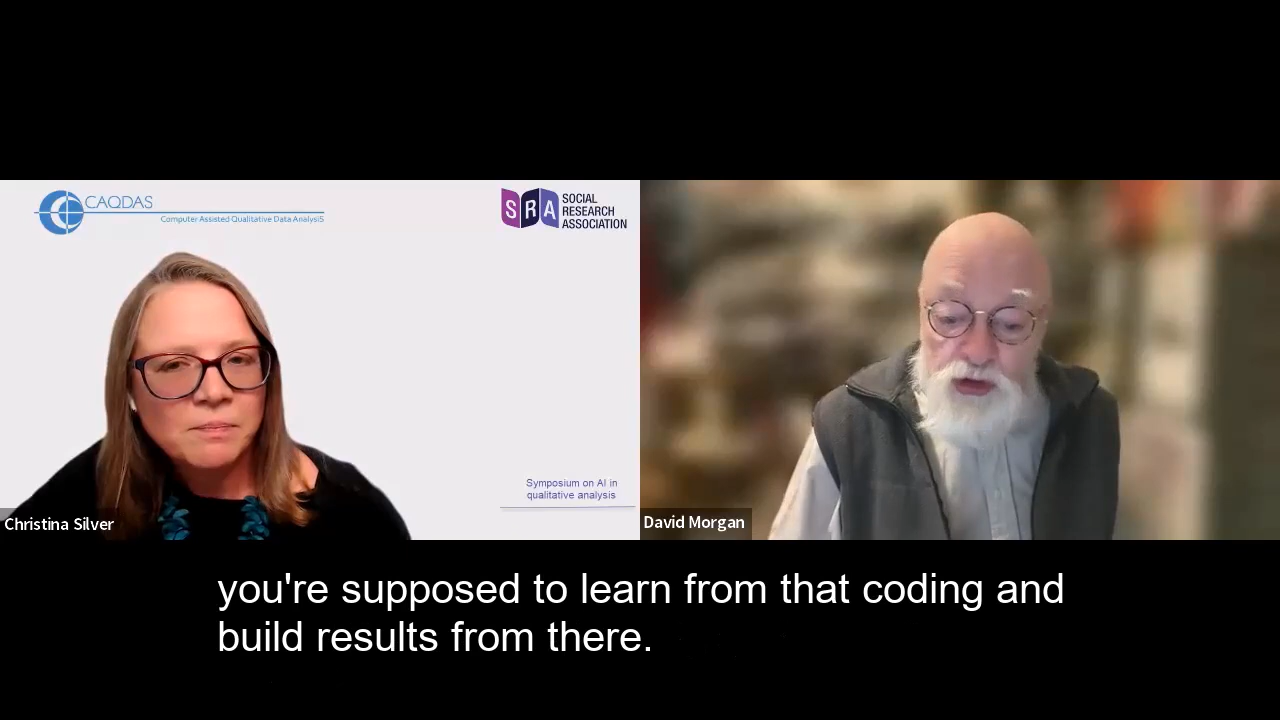 CAQDAS
Computer Assisted Qualitative Data AnalysiS
SRA
SOCIAL
RESEARCH
ASSOCIATION
Symposium on AI in
qualitative analysis
Christina Silver
David Morgan
you're supposed to learn from that coding and
build results from there.